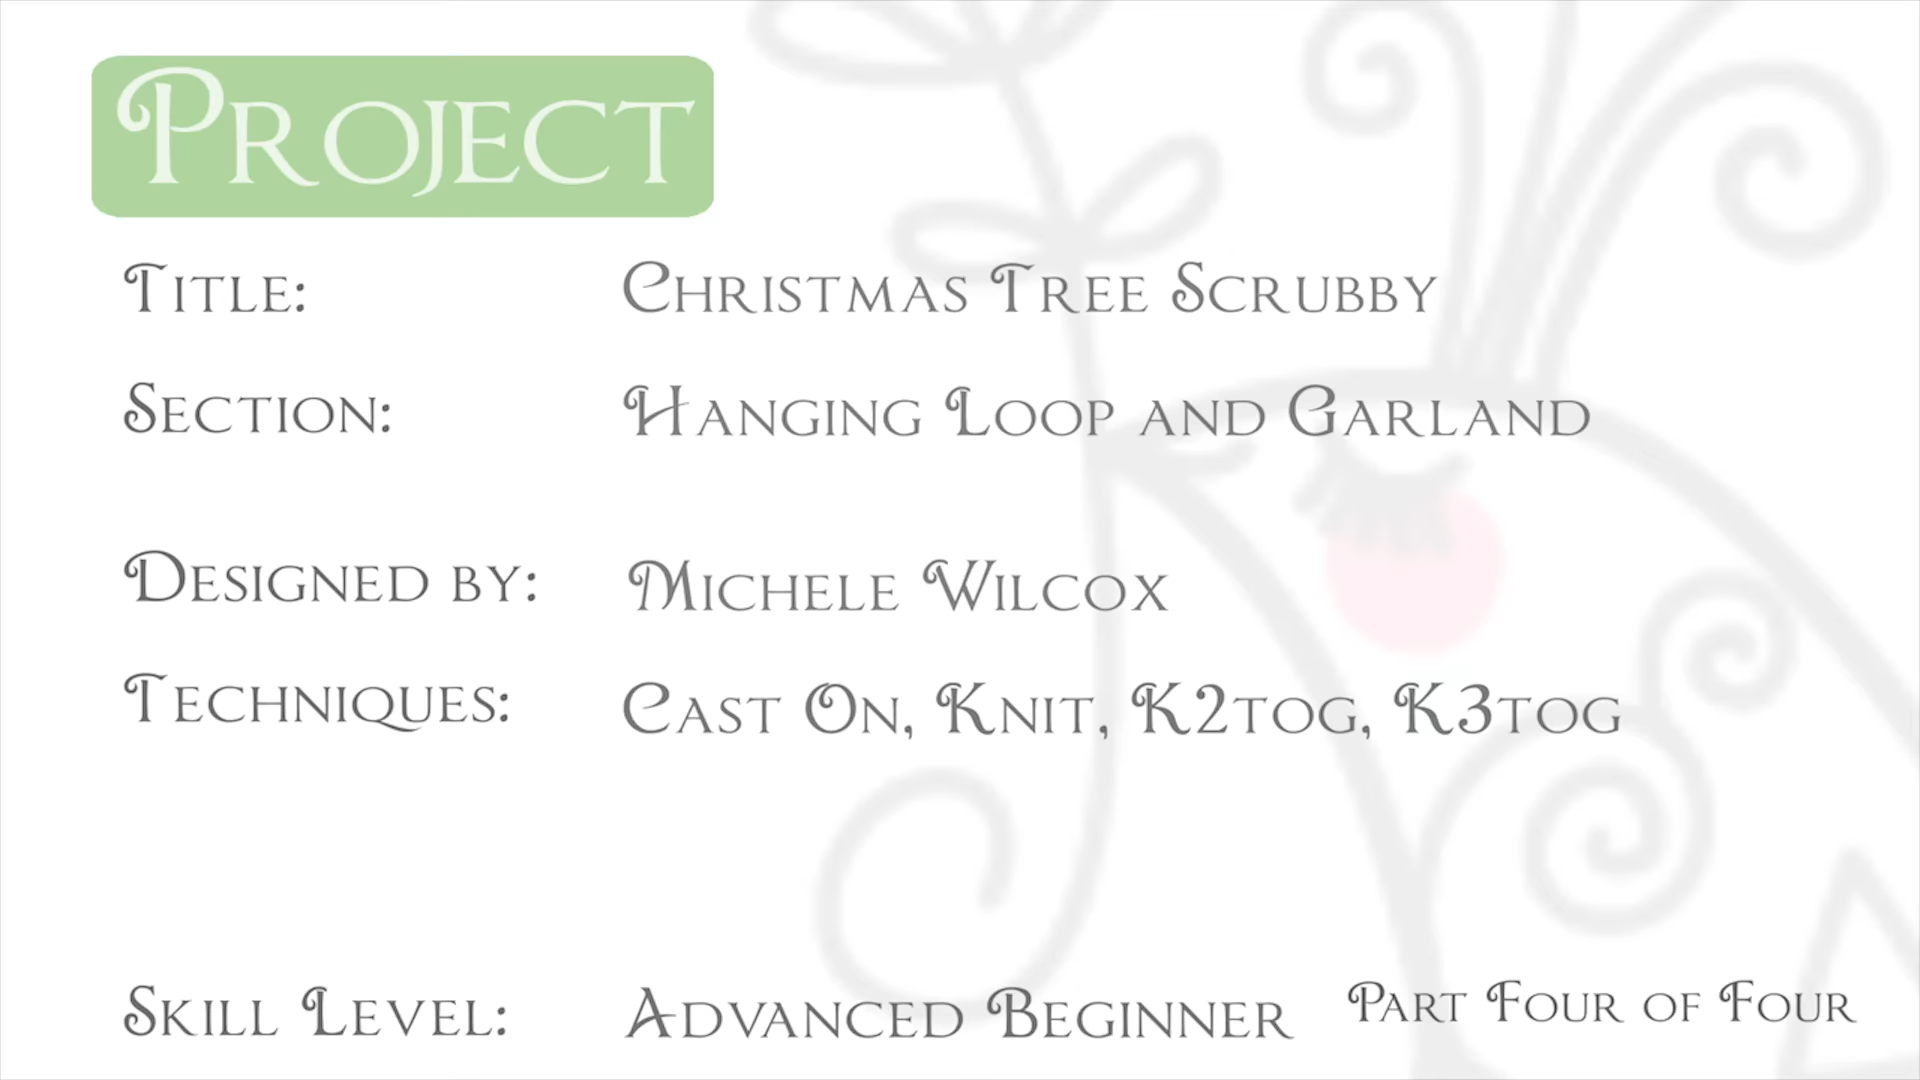 Project
Title: Christmas Tree Scrubby
Section: Hanging Loop and Garland
Designed by: Michele Wilcox
Techniques: Cast On, Knit, K2tog, K3tog
Skill Level: Advanced Beginner Part Four of Four